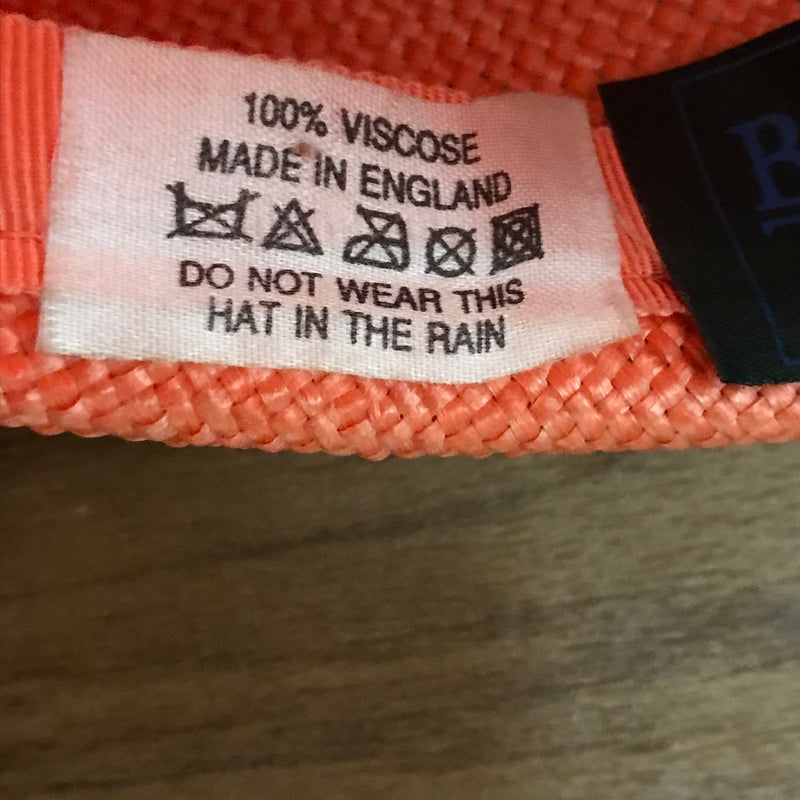 100% VISCOSE
MADE IN ENGLAND
DO NOT WEAR THIS
HAT IN THE RAIN
B